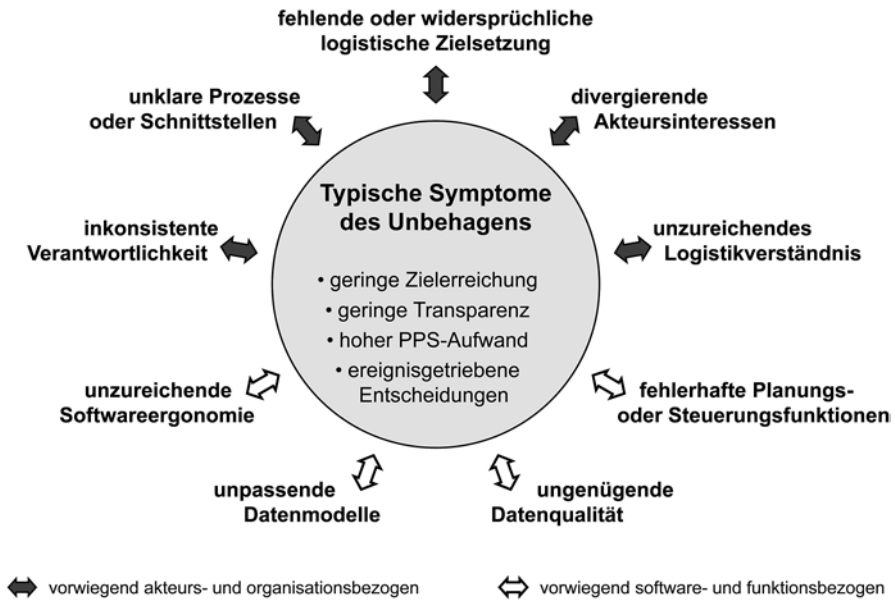 fehlende oder widersprüchliche
logistische Zielsetzung
unklare Prozesse
oder Schnittstellen
divergierende
Akteursinteressen
inkonsistente
Verantwortlichkeit
unzureichendes
Logistikverständnis
Typische Symptome
des Unbehagens
• geringe Zielerreichung
• geringe Transparenz
• hoher PPS-Aufwand
• ereignisgetriebene
Entscheidungen
unzureichende
Softwareergonomie
fehlerhafte Planungs-
oder Steuerungsfunktionen
unpassende
Datenmodelle
ungenügende
Datenqualität
vorwiegend akteurs- und organisationsbezogen
vorwiegend software- und funktionsbezogen